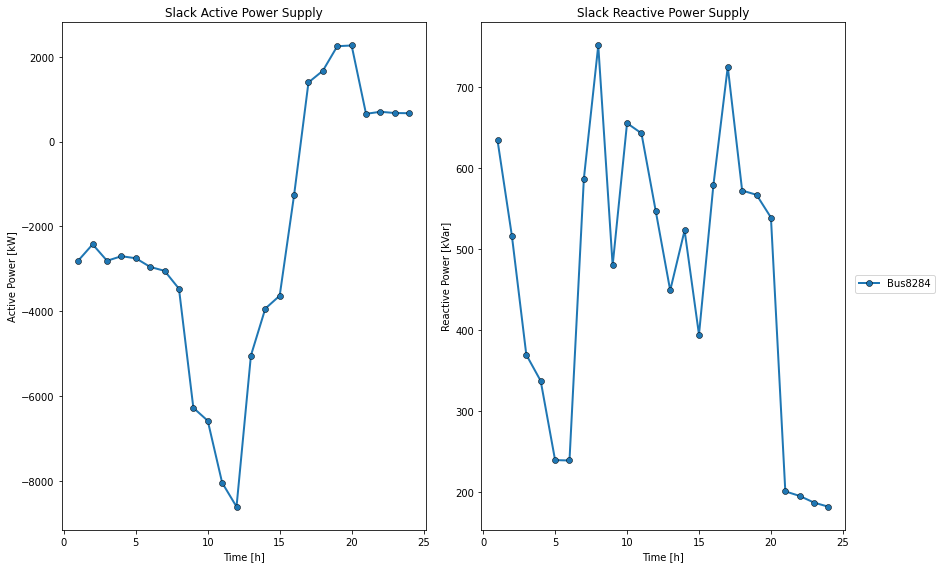 Slack Active Power Supply
Active Power [kW]
2000
0
−2000
−4000
−6000
−8000
0 5 10 15 20 25
Time [h]
Slack Reactive Power Supply
Reactive Power [kVar]
700
600
500
400
300
200
0 5 10 15 20 25
Time [h]
Bus8284